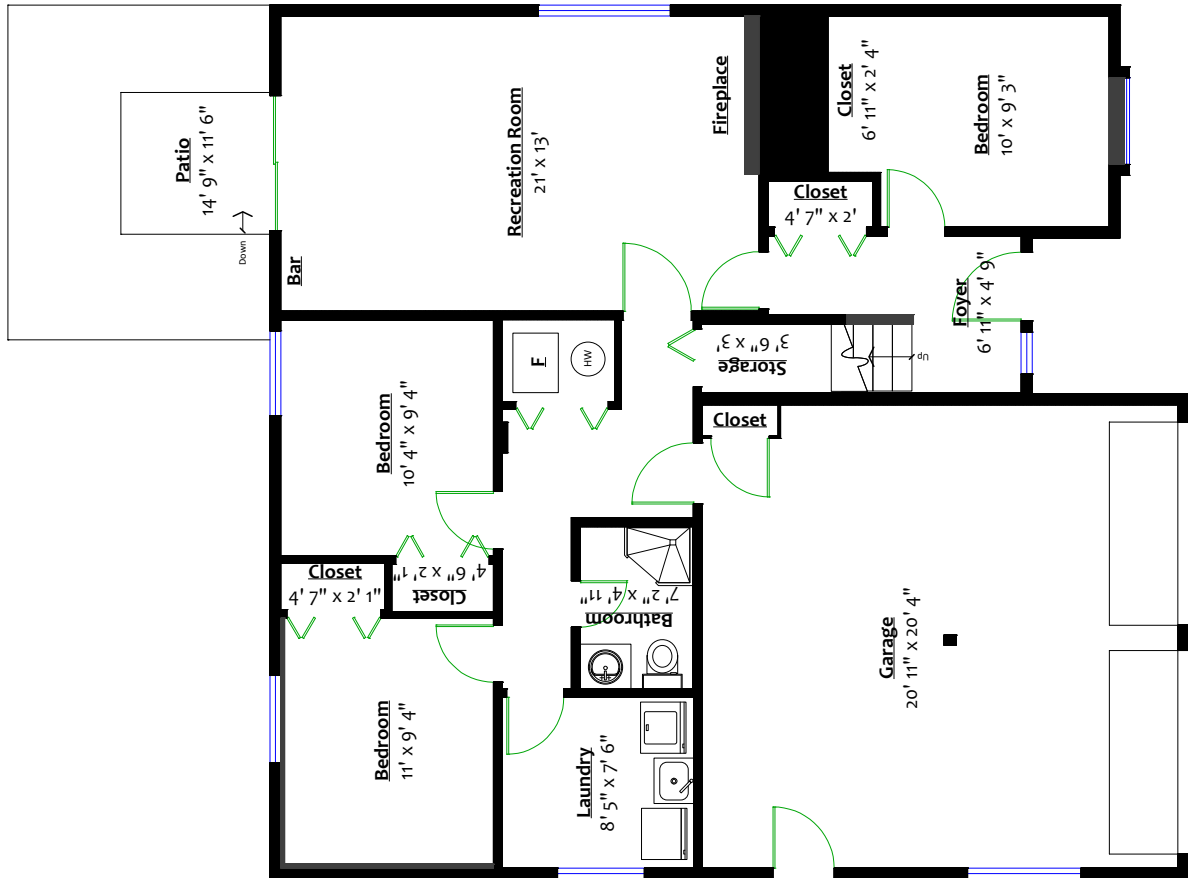 Patio
14' 9" x 11' 6"
Down
Bar
Recreation Room
21' x 13'
Fireplace
Closet
6' 11" x 2' 4"
Bedroom
10' x 9' 3"
Closet
4' 7" x 2'
Foyer
6' 11" x 4' 9"
Storage
3' 6" x 3'
Up
F
HW
Bedroom
10' 4" x 9' 4"
Closet
4' 7" x 2' 1"
Closet
4' 6" x 2' 1"
Bathroom
7' 2" x 4' 11"
Closet
Garage
20' 11" x 20' 4"
Bedroom
11' x 9' 4"
Laundry
8' 5" x 7' 6"